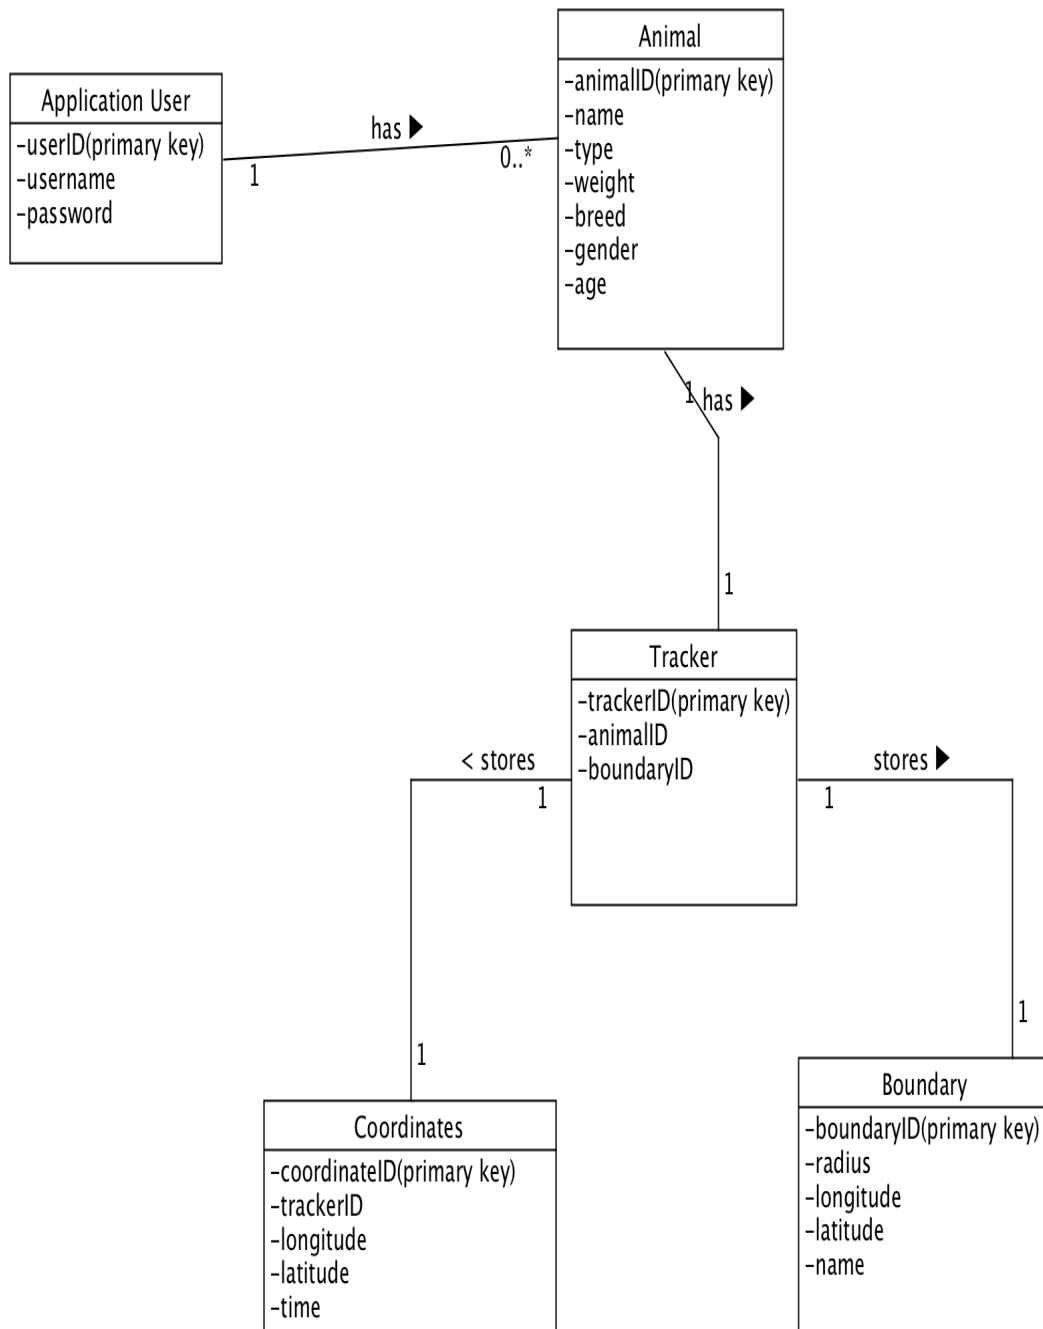 Animal
-animalID(primary key)
-name
-type
-weight
-breed
-gender
-age
Application User
-userID(primary key)
-username
-password
has ▶
1
0..*
1
has ▶
1
Tracker
-trackerID(primary key)
-animalID
-boundaryID
< stores
1
stores ▶
1
1
1
Coordinates
-coordinateID(primary key)
-trackerID
-longitude
-latitude
-time
Boundary
-boundaryID(primary key)
-radius
-longitude
-latitude
-name